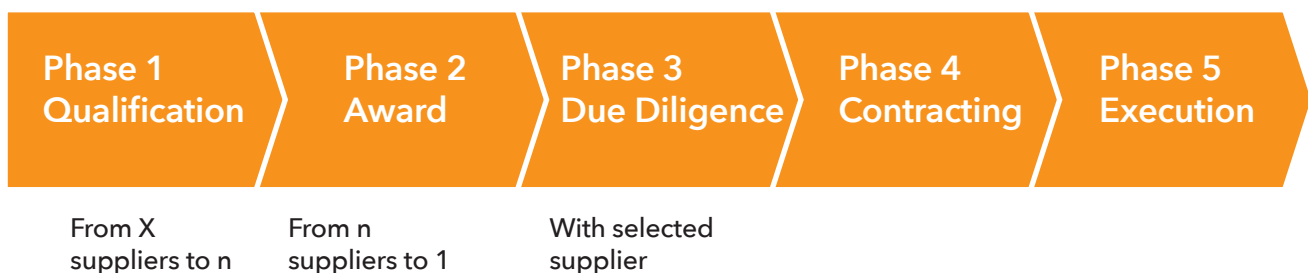 Phase 1
Qualification
Phase 2
Award
Phase 3
Due Diligence
Phase 4
Contracting
Phase 5
Execution
From X
suppliers to n
From n
suppliers to 1
With selected
supplier